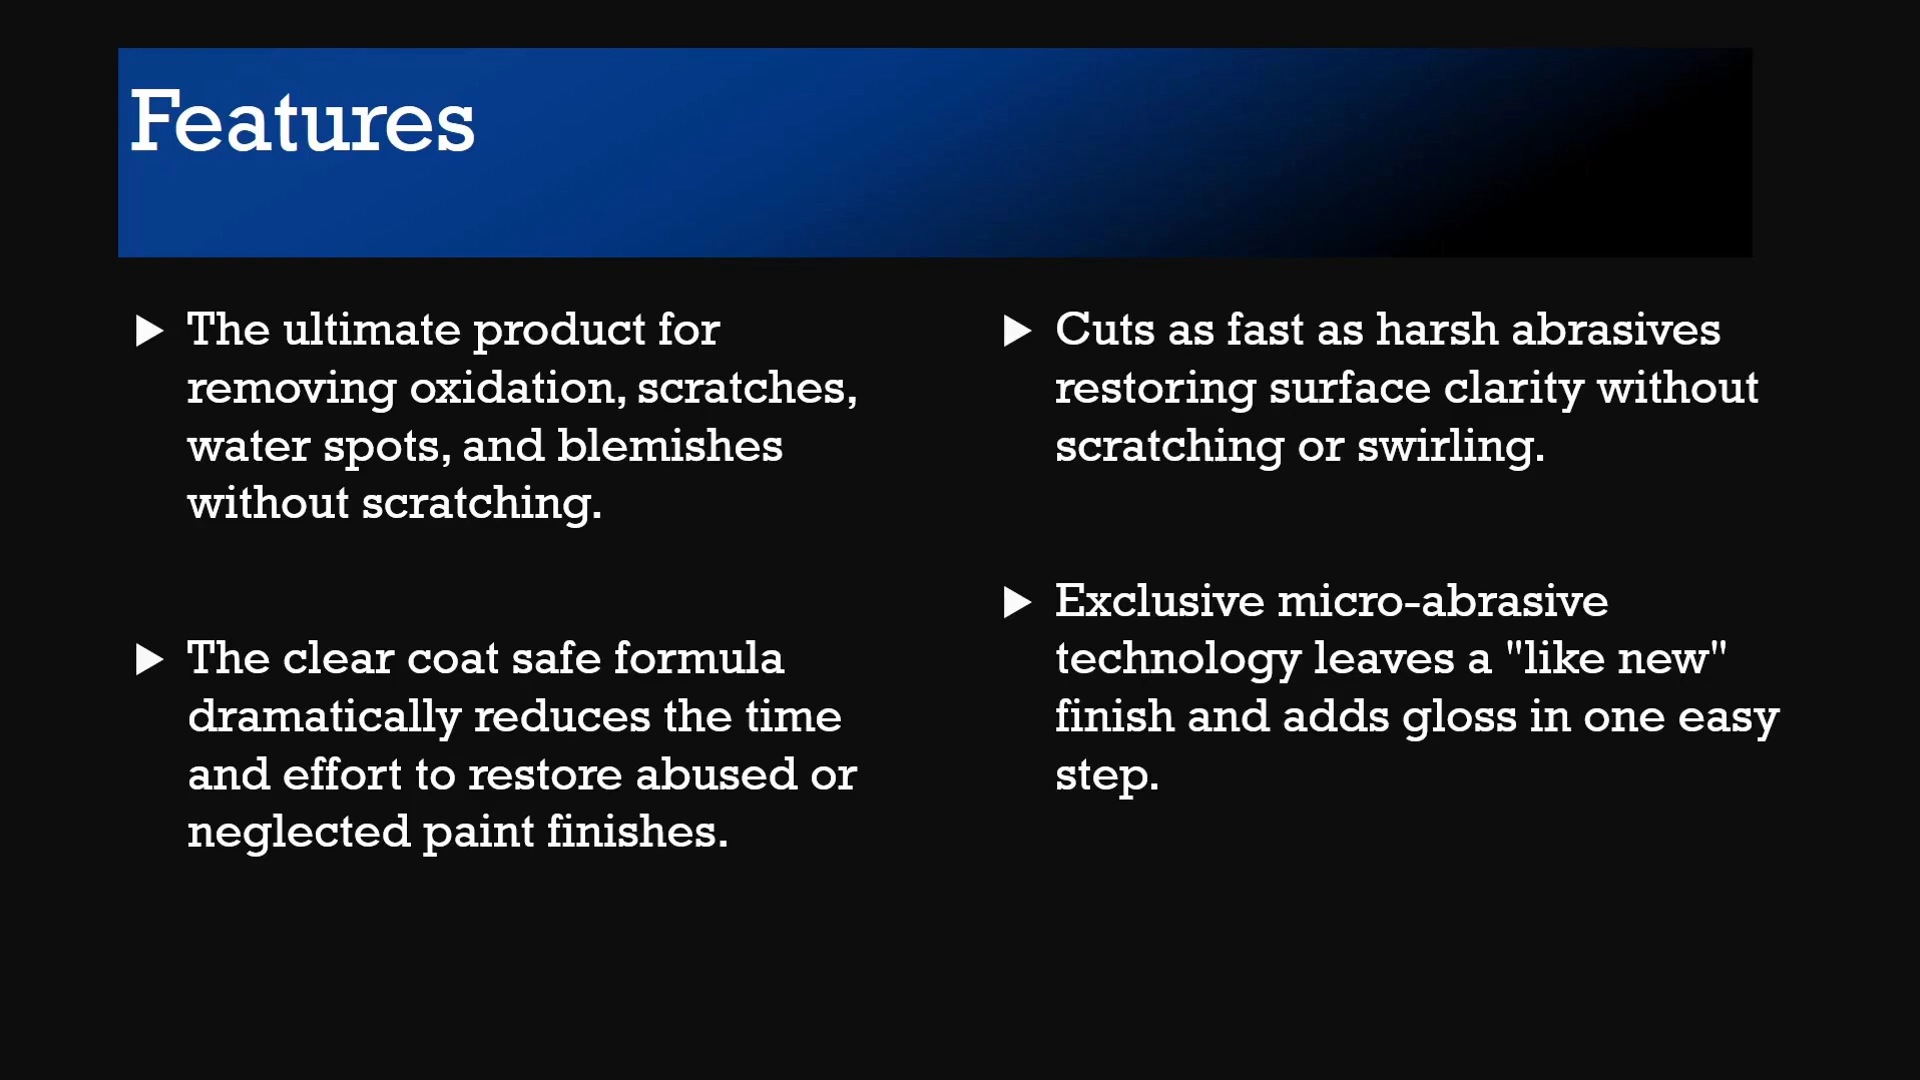 Features
The ultimate product for
removing oxidation, scratches,
water spots, and blemishes
without scratching.
The clear coat safe formula
dramatically reduces the time
and effort to restore abused or
neglected paint finishes.
Cuts as fast as harsh abrasives
restoring surface clarity without
scratching or swirling.
Exclusive micro-abrasive
technology leaves a "like new"
finish and adds gloss in one easy
step.